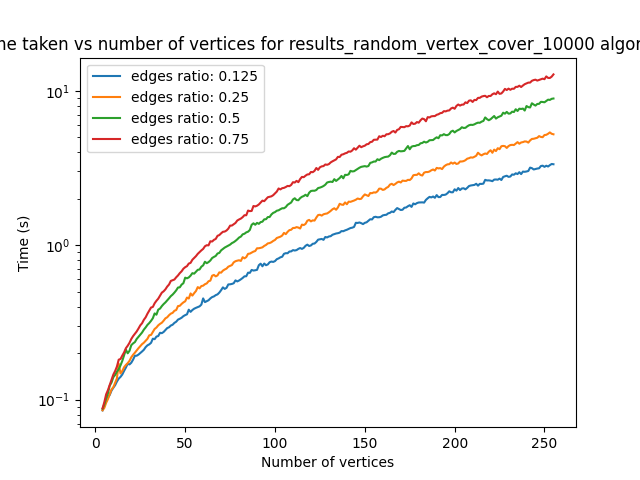 ne taken vs number of vertices for results_random_vertex_cover_10000 algor
edges ratio: 0.125
edges ratio: 0.25
edges ratio: 0.5
edges ratio: 0.75
10¹
10⁰
10⁻¹
Time (s)
0 50 100 150 200 250
Number of vertices